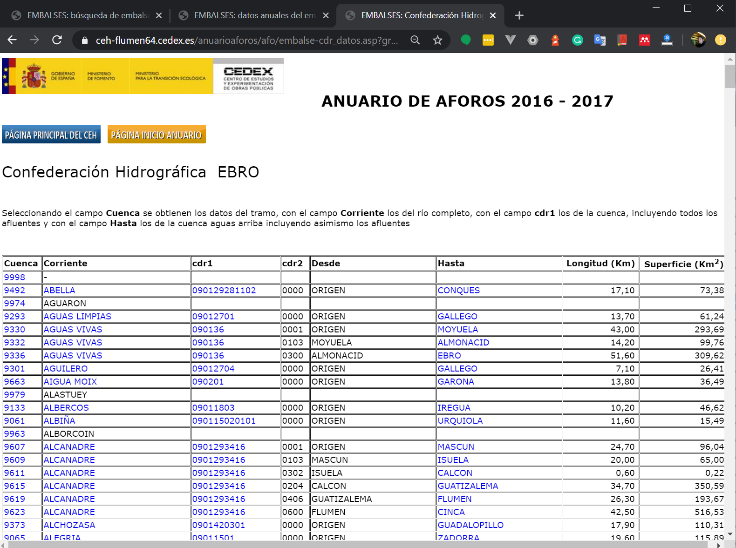 EMBALSES: búsqueda de embals
EMBALSES: datos anuales del em
EMBALSES: Confederación Hidrog
ceh-flumen64.cedex.es/anuarioaforos/afo/embalse-cdr_datos.asp?gr...
GOBIERNO DE ESPAÑA
MINISTERIO DE FOMENTO
MINISTERIO PARA LA TRANSICIÓN ECOLÓGICA
CEDEX
CENTRO DE ESTUDIOS
Y EXPERIMENTACIÓN
DE OBRAS PÚBLICAS
ANUARIO DE AFOROS 2016 - 2017
PÁGINA PRINCIPAL DEL CEH PÁGINA INICIO ANUARIO
Confederación Hidrográfica EBRO
Seleccionando el campo Cuenca se obtienen los datos del tramo, con el campo Corriente los del río completo, con el campo cdr1 los de la cuenca, incluyendo todos los
afluentes y con el campo Hasta los de la cuenca aguas arriba incluyendo asimismo los afluentes
Cuenca Corriente cdr1 cdr2 Desde Hasta Longitud (Km) Superficie (Km2)
9998 -
9492 ABELLA 090129281102 0000 ORIGEN CONQUES 17,10 73,38
9974 AGUARON
9293 AGUAS LIMPIAS 09012701 0000 ORIGEN GALLEGO 13,70 61,24
9330 AGUAS VIVAS 090136 0001 ORIGEN MOYUELA 43,00 293,69
9332 AGUAS VIVAS 090136 0103 MOYUELA ALMONACID 14,20 99,76
9336 AGUAS VIVAS 090136 0300 ALMONACID EBRO 51,60 309,62
9301 AGUILERO 09012704 0000 ORIGEN GALLEGO 7,10 26,41
9663 AIGUA MOIX 090201 0000 ORIGEN GARONA 13,80 36,49
9979 ALASTUEY
9133 ALBERCOS 09011803 0000 ORIGEN IREGUA 10,20 46,62
9061 ALBIÑA 090115020101 0000 ORIGEN URQUIOLA 11,60 15,49
9963 ALBORCOIN
9607 ALCANADRE 0901293416 0001 ORIGEN MASCUN 24,70 96,04
9609 ALCANADRE 0901293416 0103 MASCUN ISUELA 20,00 65,00
9611 ALCANADRE 0901293416 0302 ISUELA CALCON 0,60 0,22
9615 ALCANADRE 0901293416 0204 CALCON GUATIZALEMA 34,70 350,59
9619 ALCANADRE 0901293416 0406 GUATIZALEMA FLUMEN 26,30 193,67
9623 ALCANADRE 0901293416 0600 FLUMEN CINCA 42,50 516,53
9373 ALCHOZASA 0901420301 0000 ORIGEN GUADALOPILLO 17,90 110,31
9065 ALEGRIA 09011501 0000 ORIGEN ZADORRA 19,60 115,89